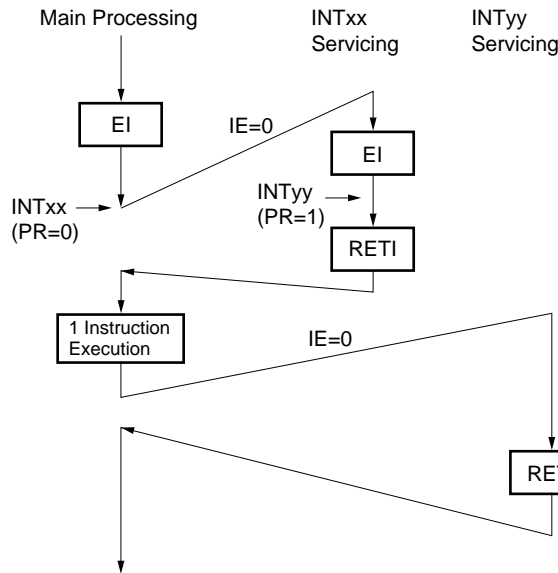 Main Processing
INTxx
Servicing
INTyy
Servicing
EI
IE=0
EI
INTxx
(PR=0)
INTyy
(PR=1)
RETI
1 Instruction
Execution
IE=0